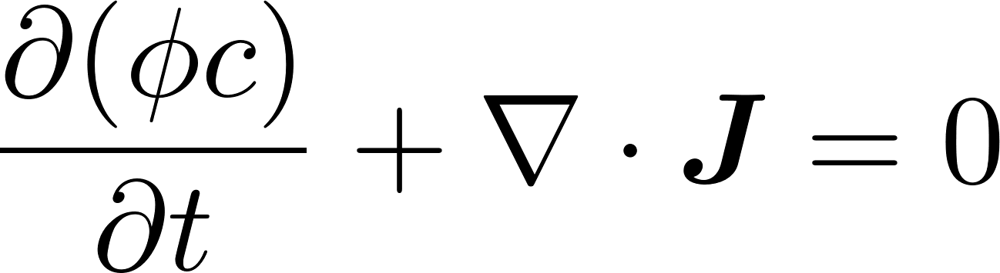 ∂(ϕc)/∂t + ∇ · J = 0